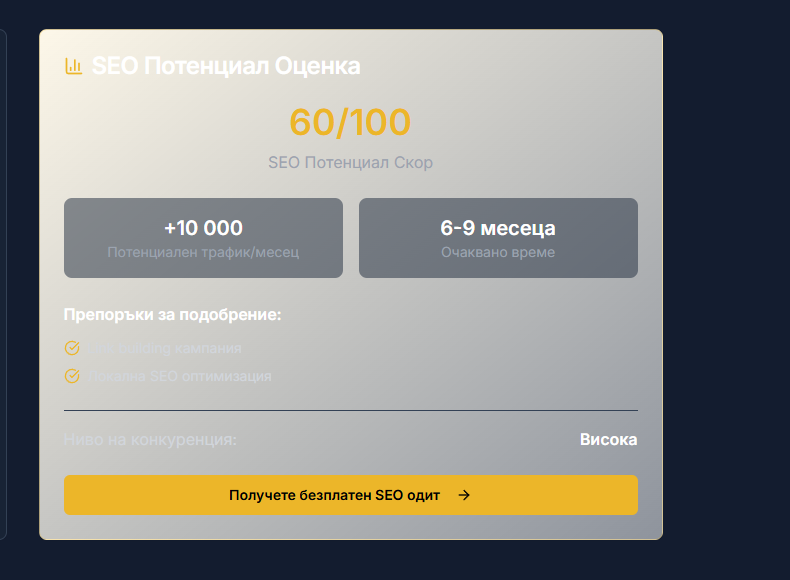 SEO Потенциал Оценка
60/100
SEO Потенциал Скор
+10 000
Потенциален трафик/месец
6-9 месеца
Очаквано време
Препоръки за подобрение:
building кампания
Локална SEO оптимизация
Ниво на конкуренция:
Висока
Получете безплатен SEO одит →